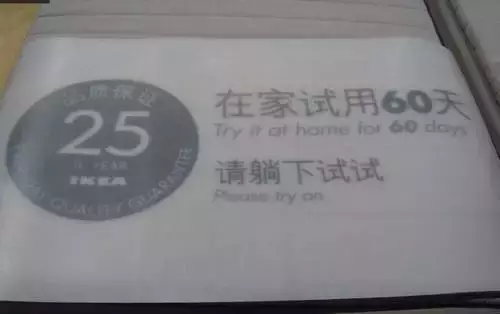 品质保证
25
年 YEAR
IKEA
QUALITY GUARANTEE
在家试用60天
Try it at home for 60 days
请躺下试试
Please try on